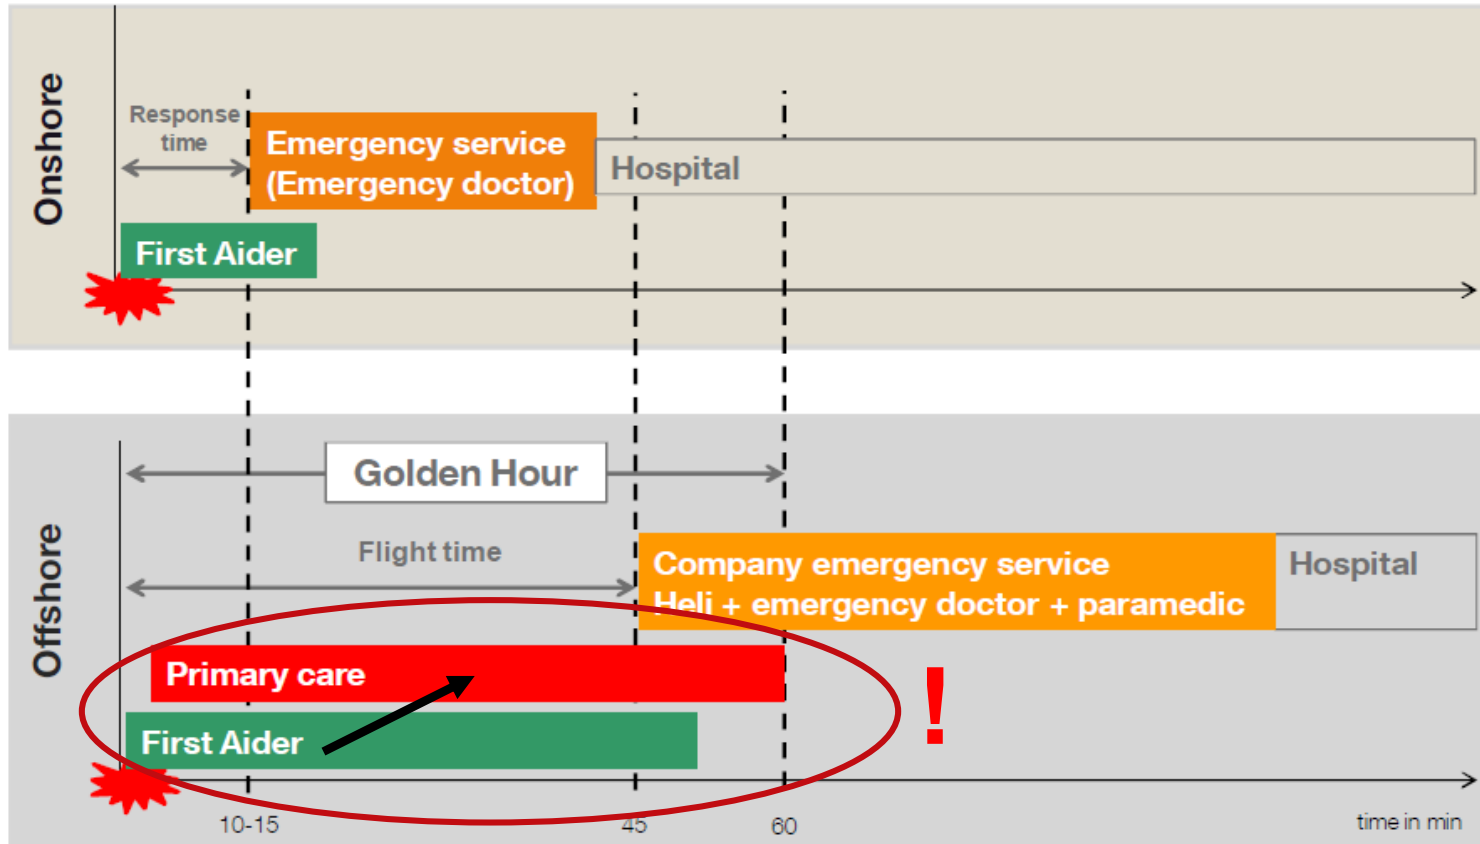 Onshore
Response
time
Emergency service
(Emergency doctor)
Hospital
First Aider
Offshore
Golden Hour
Flight time
Company emergency service
Heli + emergency doctor + paramedic
Hospital
Primary care
!
First Aider
10-15
45
60
time in min